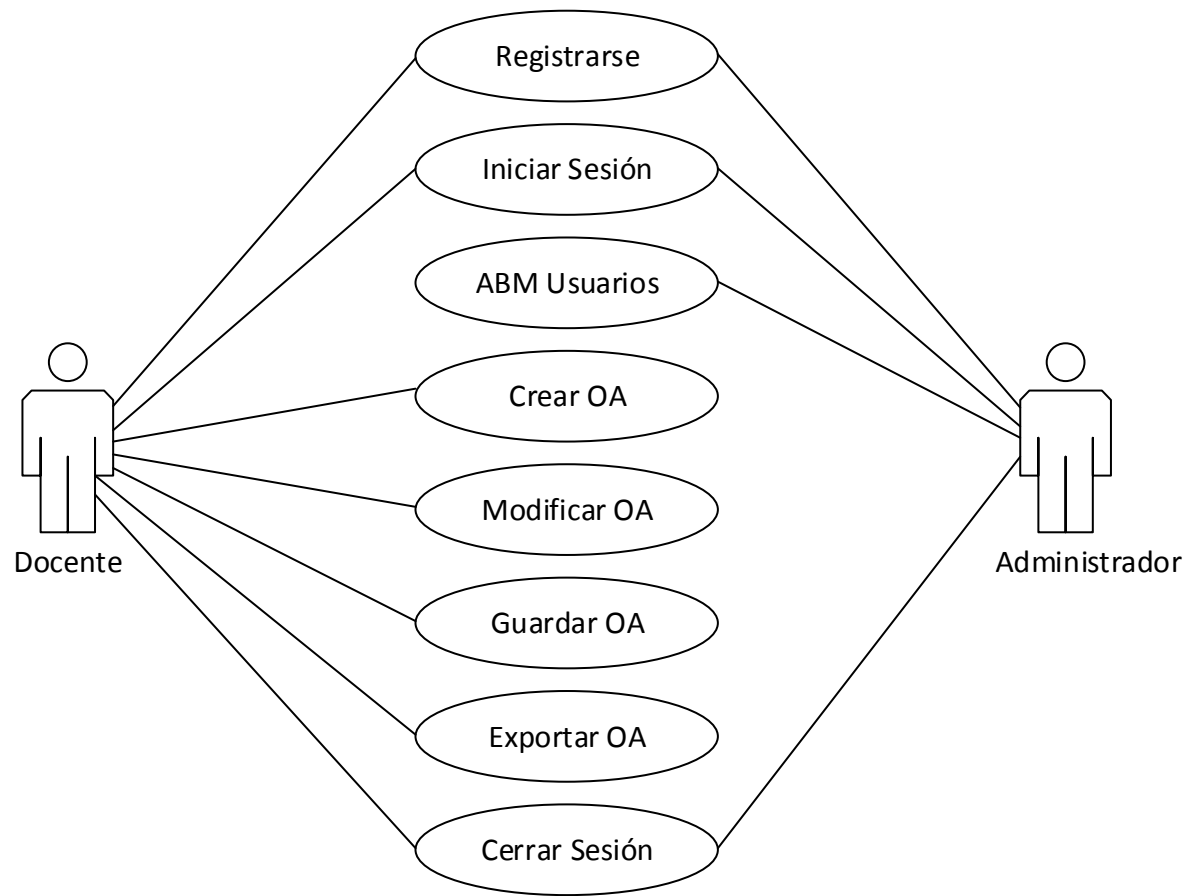 Registrarse
Iniciar Sesión
ABM Usuarios
Crear OA
Modificar OA
Docente
Administrador
Guardar OA
Exportar OA
Cerrar Sesión